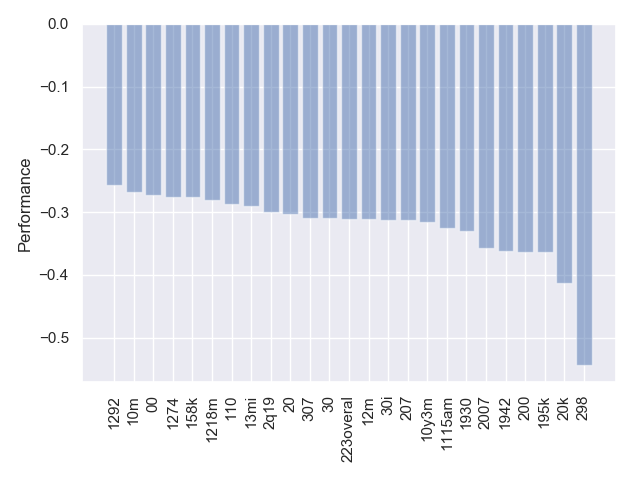 0.0
−0.1
−0.2
−0.3
−0.4
−0.5
Performance
1292
10m
00
1274
158k
1218m
110
13mi
2q19
20
307
30
223overal
12m
30i
207
10y3m
1115am
1930
2007
1942
200
195k
20k
298